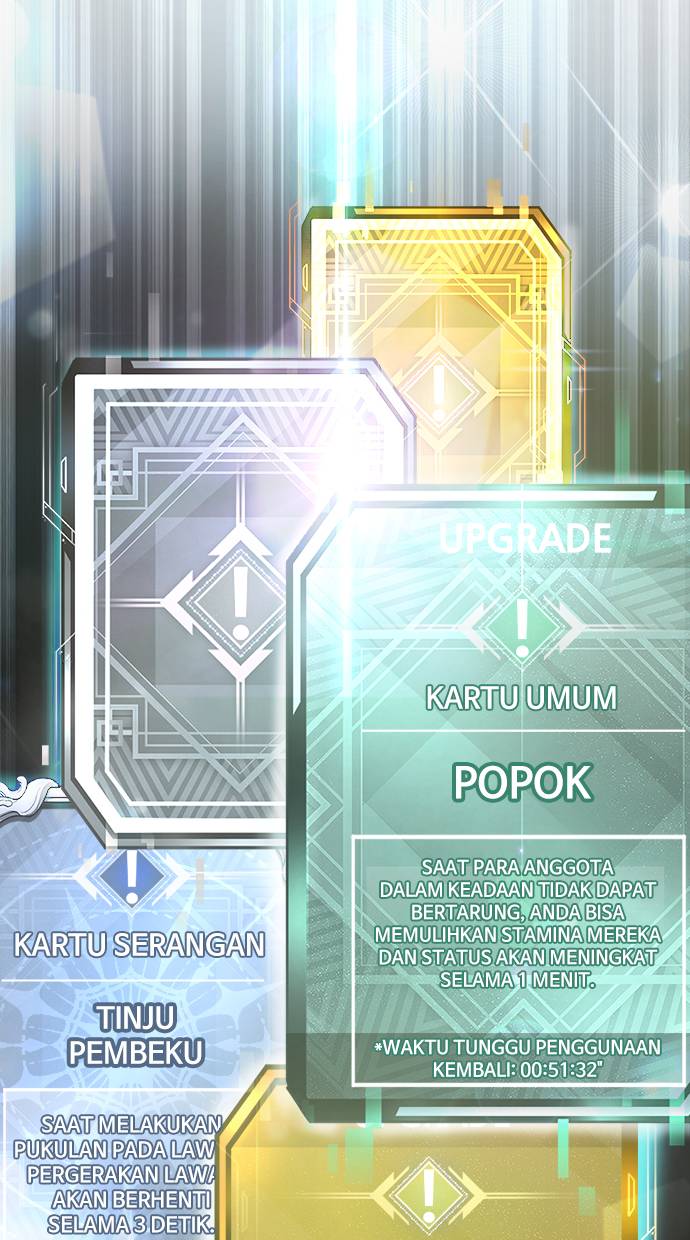 UPGRADE
!
KARTU UMUM
POPOK
SAAT PARA ANGGOTA
DALAM KEADAAN TIDAK DAPAT
BERTARUNG, ANDA BISA
MEMULIHKAN STAMINA MEREKA
DAN STATUS AKAN MENINGKAT
SELAMA 1 MENIT.
*WAKTU TUNGGU PENGGUNAAN
KEMBALI: 00:51:32"
!
KARTU SERANGAN
TINJU
PEMBEKU
SAAT MELAKUKAN
PUKULAN PADA LAW
PERGERAKAN LAWA
AKAN BERHENTI
SELAMA 3 DETIK.
!
!
!